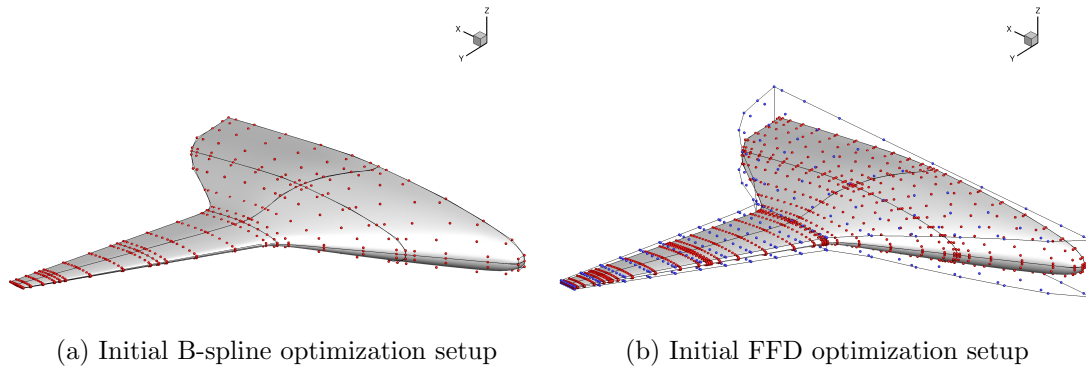 Z
X
Y
Z
X
Y
(a) Initial B-spline optimization setup
(b) Initial FFD optimization setup